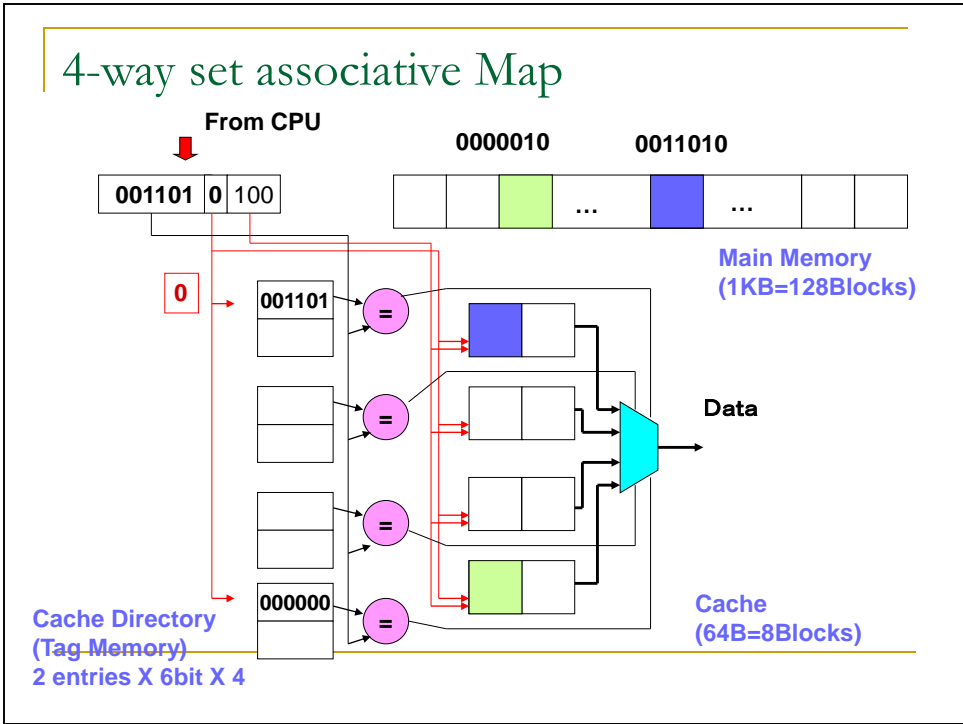 4-way set associative Map
From CPU
0000010
0011010
001101
0
100
...
...
Main Memory
(1KB=128Blocks)
0
001101
=
=
Data
=
000000
=
Cache Directory
(Tag Memory)
2 entries X 6bit X 4
Cache
(64B=8Blocks)